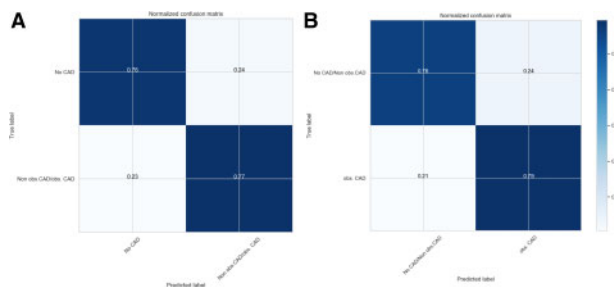 A
Normalized confusion matrix
No CAD
0.76
0.24
True label
Non obs.CAD/obs. CAD
0.23
0.77
No CAD
Non obs.CAD/obs. CAD
Predicted label
B
Normalized confusion matrix
No CAD/Non obs.CAD
0.76
0.24
True label
obs. CAD
0.21
0.79
No CAD/Non obs.CAD
obs. CAD
Predicted label